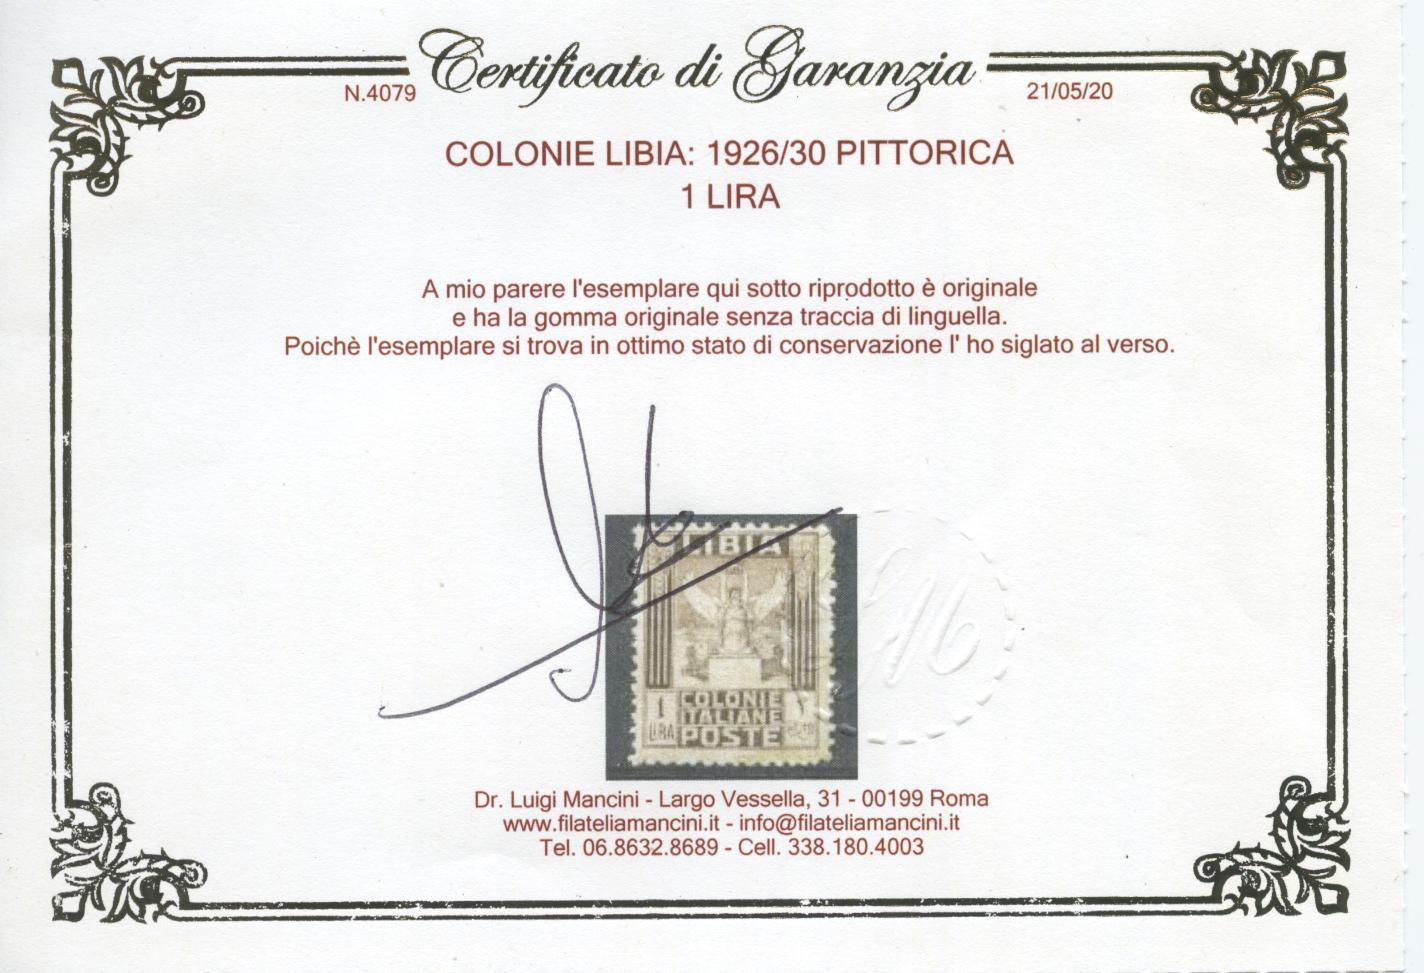 Certificato di Garanzia
N.4079
21/05/20
COLONIE LIBIA: 1926/30 PITTORICA
1 LIRA
A mio parere l'esemplare qui sotto riprodotto è originale
e ha la gomma originale senza traccia di linguella.
Poichè l'esemplare si trova in ottimo stato di conservazione l' ho siglato al verso.
LIBIA
1 COLONIE
ITALIANE
LIRA POSTE
Dr. Luigi Mancini - Largo Vessella, 31 - 00199 Roma
www.filateliamancini.it - info@filateliamancini.it
Tel. 06.8632.8689 - Cell. 338.180.4003